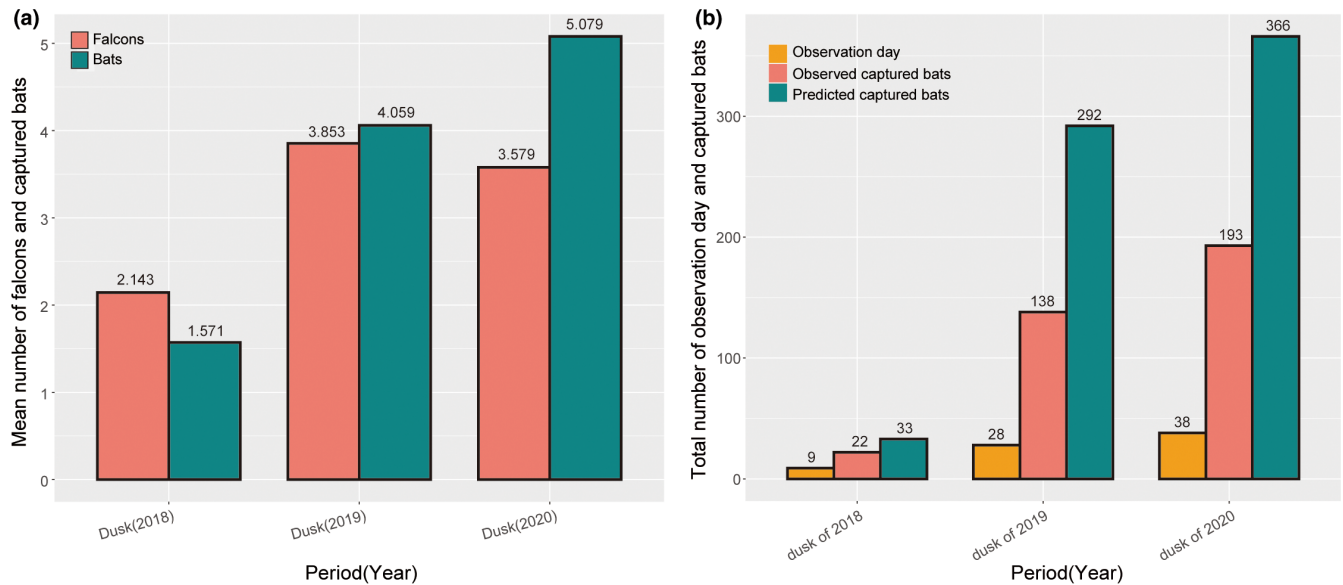 (a)
Mean number of falcons and captured bats
5
4
3
2
1
0
Falcons
Bats
2.143
1.571
3.853
4.059
3.579
5.079
Dusk(2018)
Dusk(2019)
Dusk(2020)
Period(Year)
(b)
Total number of observation day and captured bats
300
200
100
0
Observation day
Observed captured bats
Predicted captured bats
9
22
33
28
138
292
38
193
366
dusk of 2018
dusk of 2019
dusk of 2020
Period(Year)